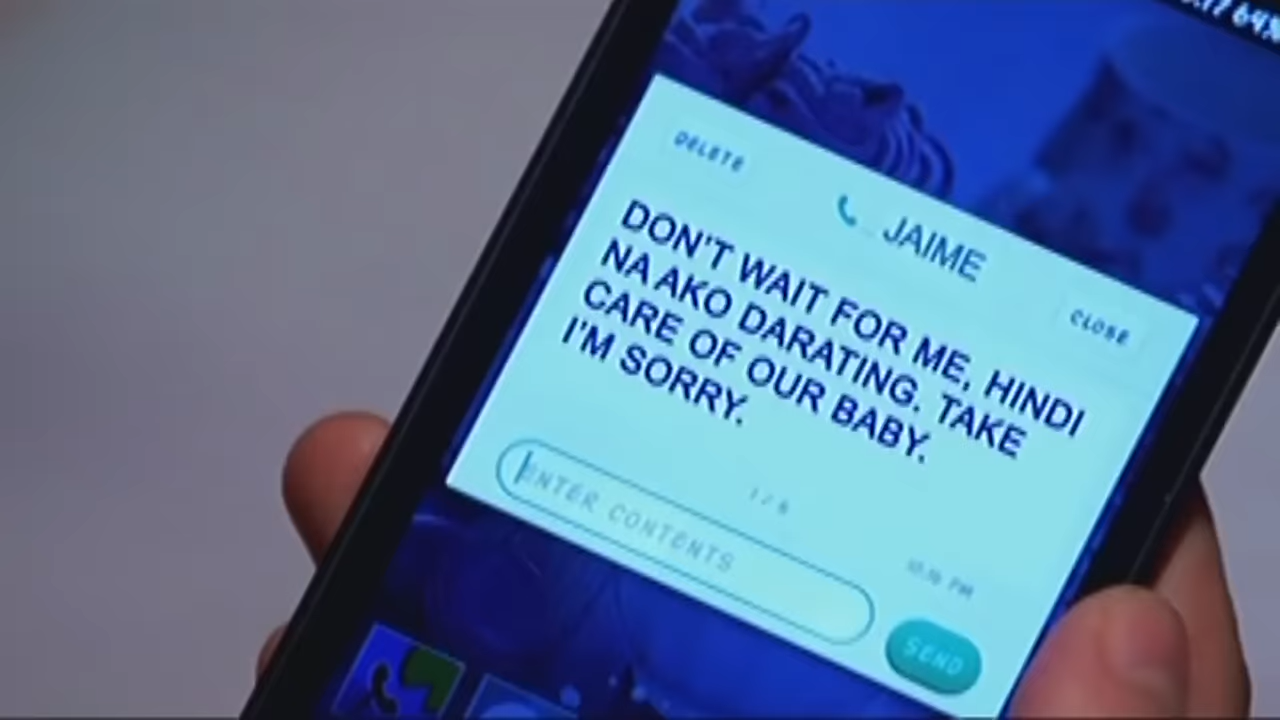 64%
DELETE
JAIME
CLOSE
DON'T WAIT FOR ME, HINDI
NA AKO DARATING. TAKE
CARE OF OUR BABY.
I'M SORRY.
ENTER CONTENTS
SEND